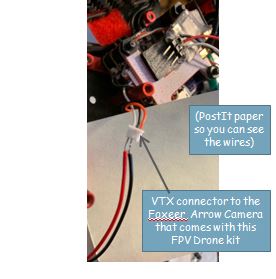 (PostIt paper
so you can see
the wires)
VTX connector to the
Foxeer Arrow Camera
that comes with this
FPV Drone kit